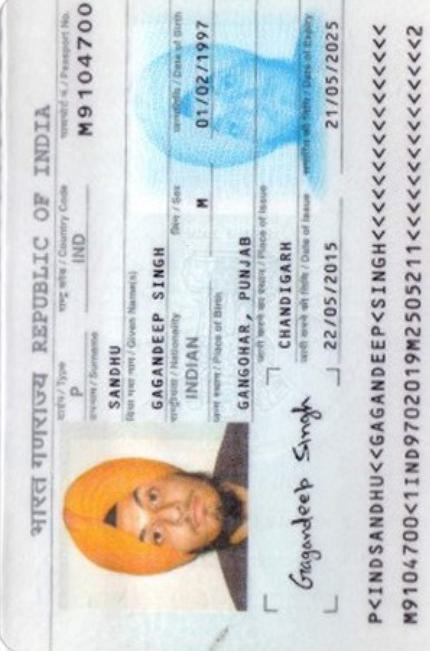 भारत गणराज्य REPUBLIC OF INDIA
टाईप / Type
राष्ट्र कोड / Country Code
पासपोर्ट नं. / Passport No.
P
IND
M9104700
उपनाम / Surname
SANDHU
दिया गया नाम / Given Name(s)
GAGANDEEP SINGH
राष्ट्रीयता / Nationality
लिंग / Sex
जन्मतिथि / Date of Birth
INDIAN
M
01/02/1997
जन्म स्थान / Place of Birth
GANGOHAR, PUNJAB
जारी करने का स्थान / Place of Issue
CHANDIGARH
जारी करने की तिथि / Date of Issue
समाप्ति की तिथि / Date of Expiry
22/05/2015
21/05/2025
Gagandeep Singh
P<INDSANDHU<<GAGANDEEP<SINGH<<<<<<<<<<<<<<<<
M9104700<1IND9702019M2505211<<<<<<<<<<<<<<<2